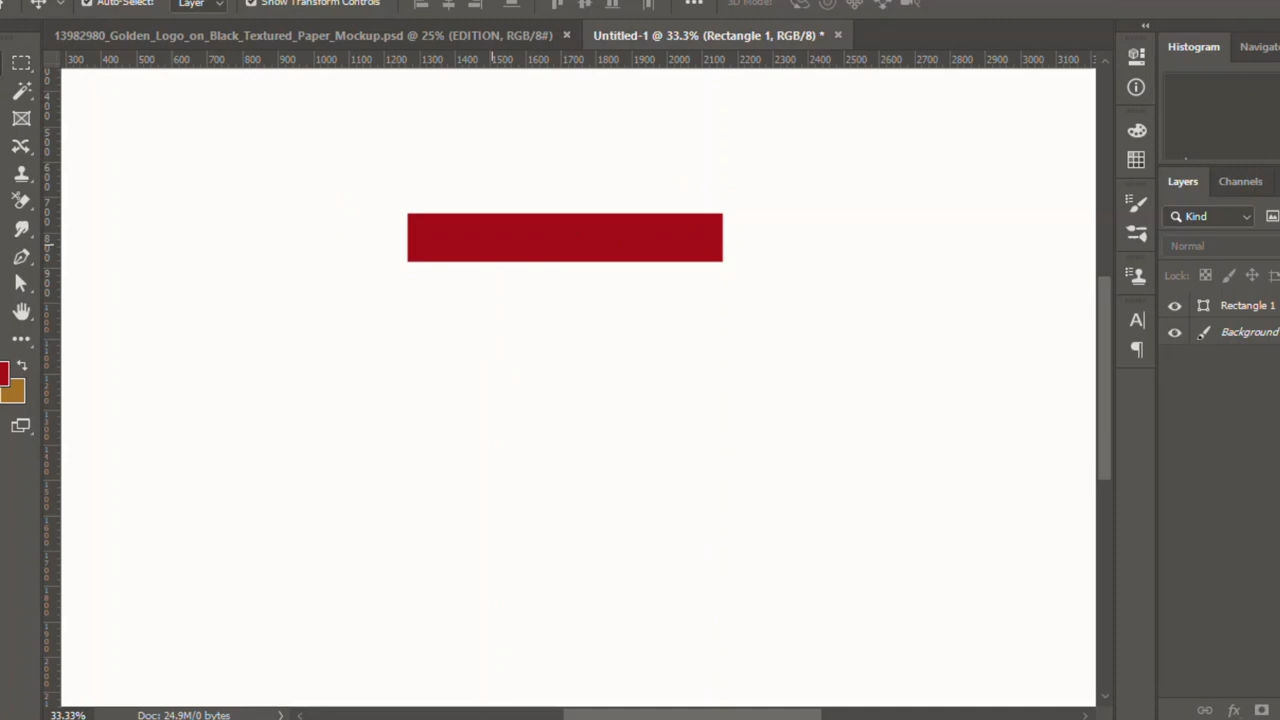 Auto-Select: Layer Show Transform Controls 3D Mode:
13982980_Golden_Logo_on_Black_Textured_Paper_Mockup.psd @ 25% (EDITION, RGB/8#) × Untitled-1 @ 33.3% (Rectangle 1, RGB/8) * ×
300 400 500 600 700 800 900 1000 1100 1200 1300 1400 1500 1600 1700 1800 1900 2000 2100 2200 2300 2400 2500 2600 2700 2800 2900 3000 3100
Histogram
Layers Channels
Kind
Normal
Lock:
Rectangle 1
Background
33.33% Doc: 24.9M/0 bytes